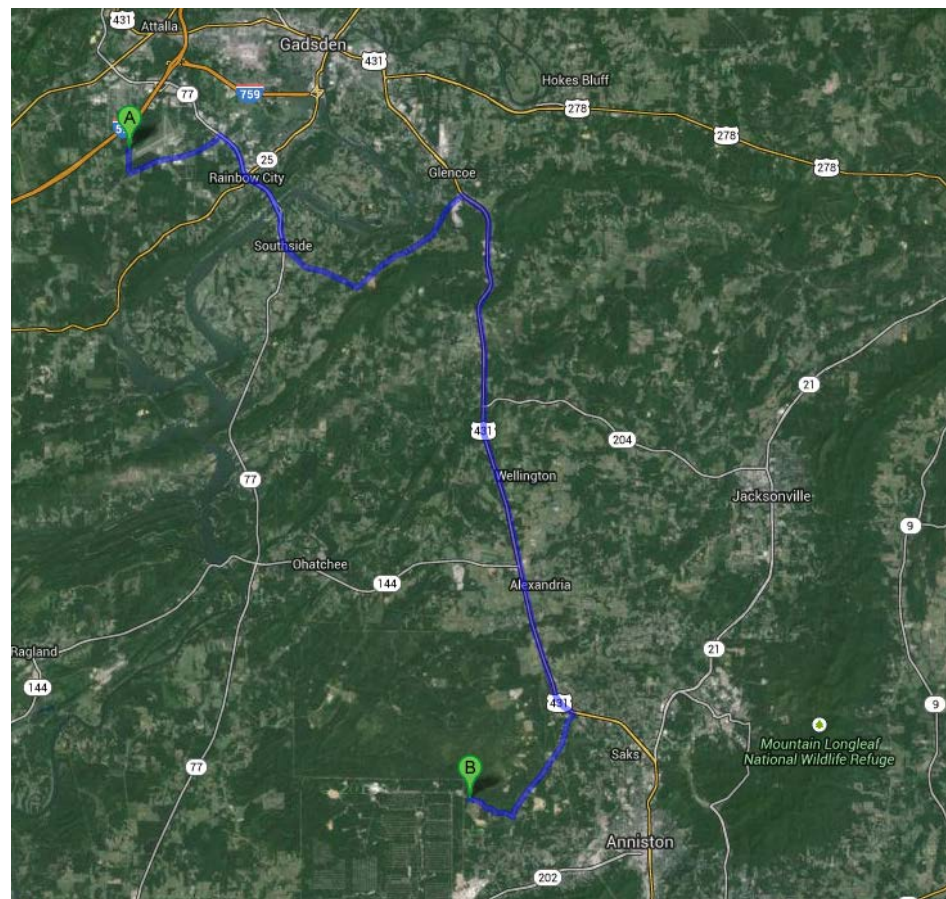 431
Attalla
Gadsden
431
Hokes Bluff
77
759
278
A
278
278
25
Glencoe
Rainbow City
Southside
21
431
204
Wellington
77
Jacksonville
9
Ohatchee
144
Alexandria
Ragland
144
21
431
9
Mountain Longleaf
National Wildlife Refuge
Saks
77
B
Anniston
202